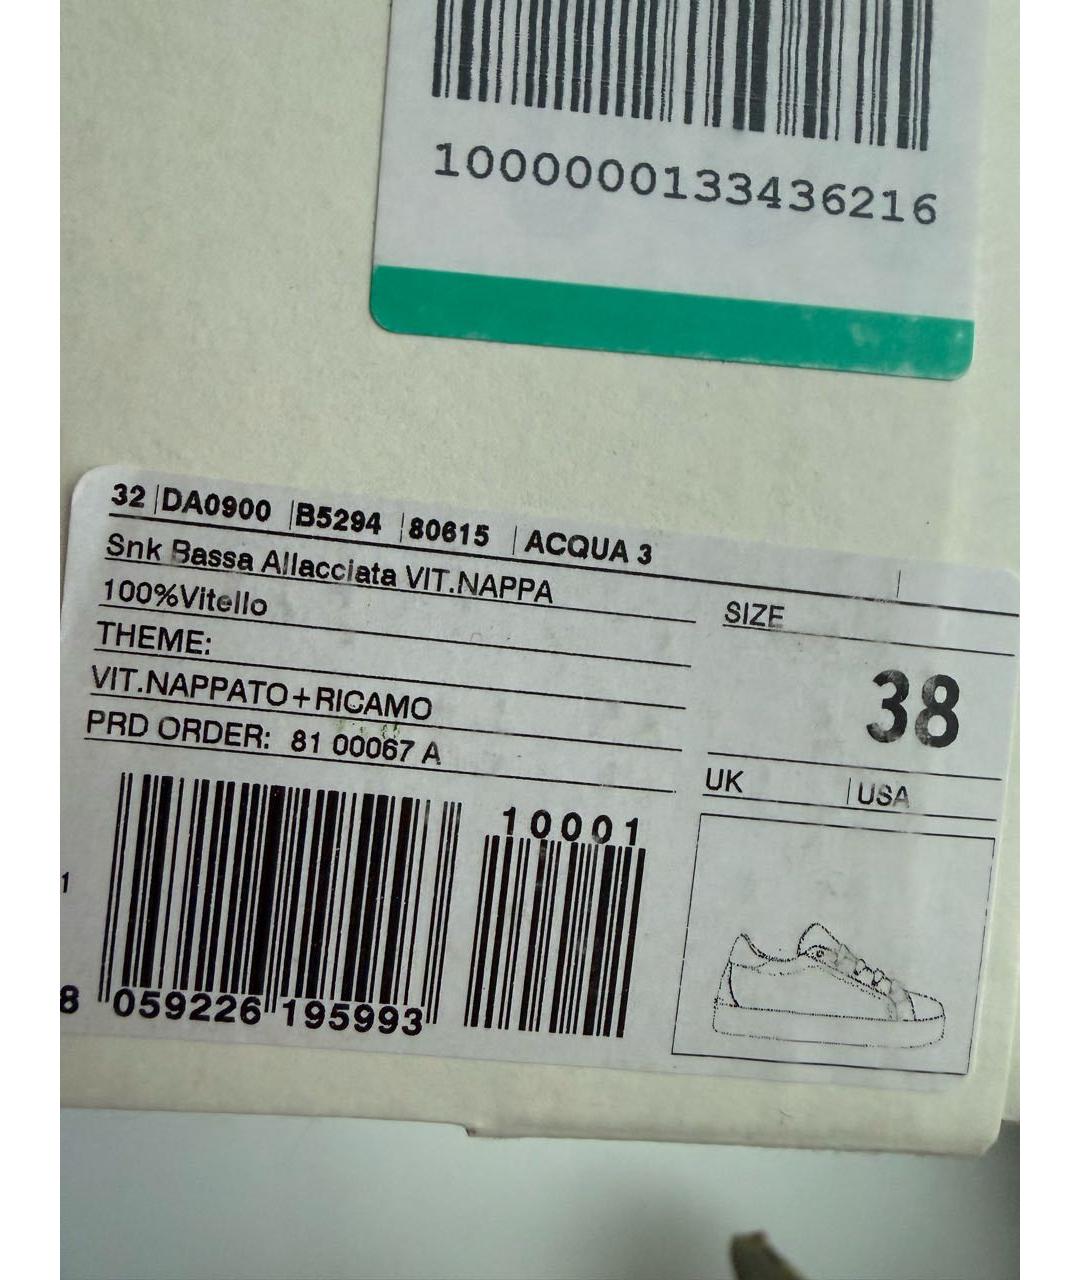 1000000133436216
32 |DA0900 |B5294 |80615 |ACQUA 3
Snk Bassa Allacciata VIT.NAPPA
100%Vitello
THEME:
VIT.NAPPATO+RICAMO
PRD ORDER: 81 00067 A
SIZE
38
UK |USA
10001
1
8 059226 195993